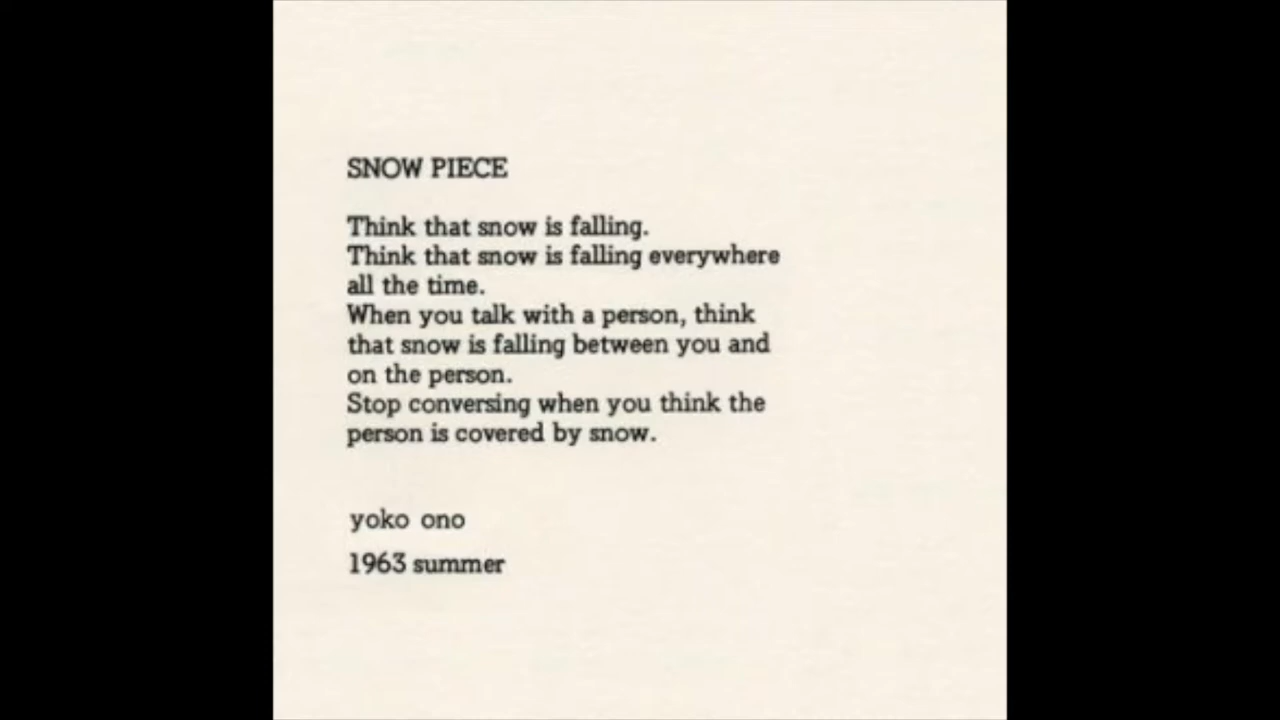 SNOW PIECE
Think that snow is falling.
Think that snow is falling everywhere
all the time.
When you talk with a person, think
that snow is falling between you and
on the person.
Stop conversing when you think the
person is covered by snow.
yoko ono
1963 summer